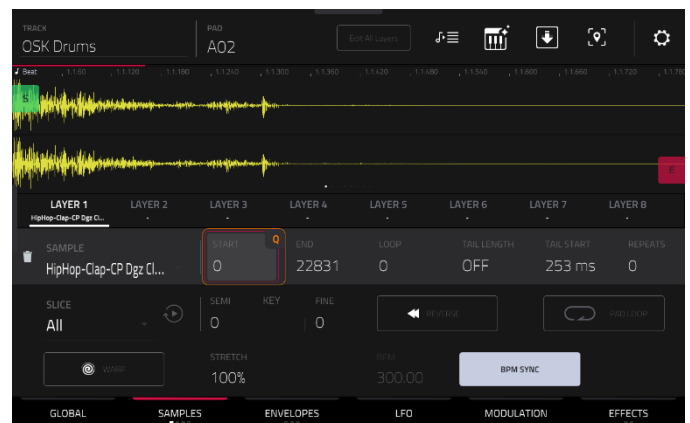 TRACK PAD
OSK Drums A02 Edit All Layers
Beat 1.1.60 1.1.120 1.1.180 1.1.240 1.1.300 1.1.360 1.1.420 1.1.480 1.1.540 1.1.600 1.1.660 1.1.720 1.1.780
S
E
LAYER 1 LAYER 2 LAYER 3 LAYER 4 LAYER 5 LAYER 6 LAYER 7 LAYER 8
HipHop-Clap-CP Dgz Cl...
SAMPLE START Q END LOOP TAIL LENGTH TAIL START REPEATS
HipHop-Clap-CP Dgz Cl... 0 22831 0 OFF 253 ms 0
SLICE SEMI KEY FINE
All 0 0 REVERSE PAD LOOP
WARP STRETCH BPM BPM SYNC
100% 300.00
GLOBAL SAMPLES ENVELOPES LFO MODULATION EFFECTS